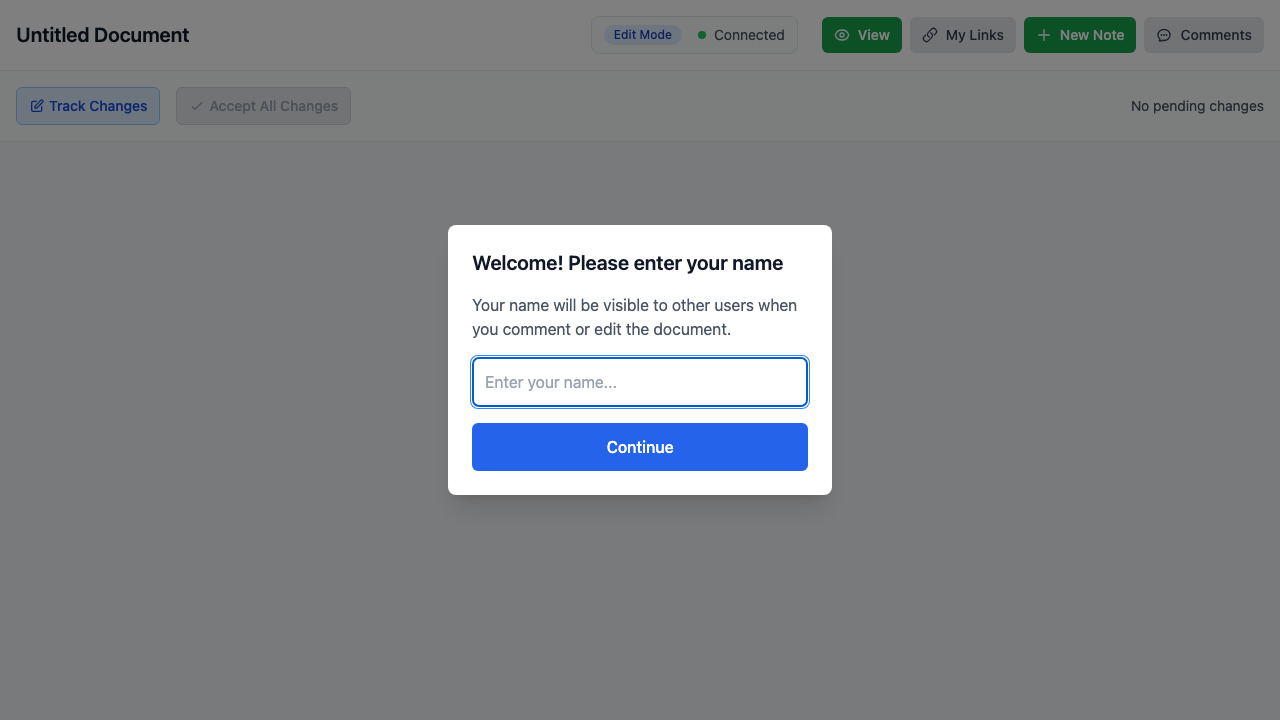 Untitled Document
Edit Mode
Connected
View
My Links
New Note
Comments
Track Changes
Accept All Changes
No pending changes
Welcome! Please enter your name
Your name will be visible to other users when
you comment or edit the document.
Enter your name...
Continue